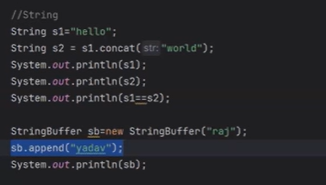 //String
String s1="hello";
String s2 = s1.concat( str: "world");
System.out.println(s1);
System.out.println(s2);
System.out.println(s1==s2);
StringBuffer sb=new StringBuffer("raj");
sb.append("yadav");
System.out.println(sb);